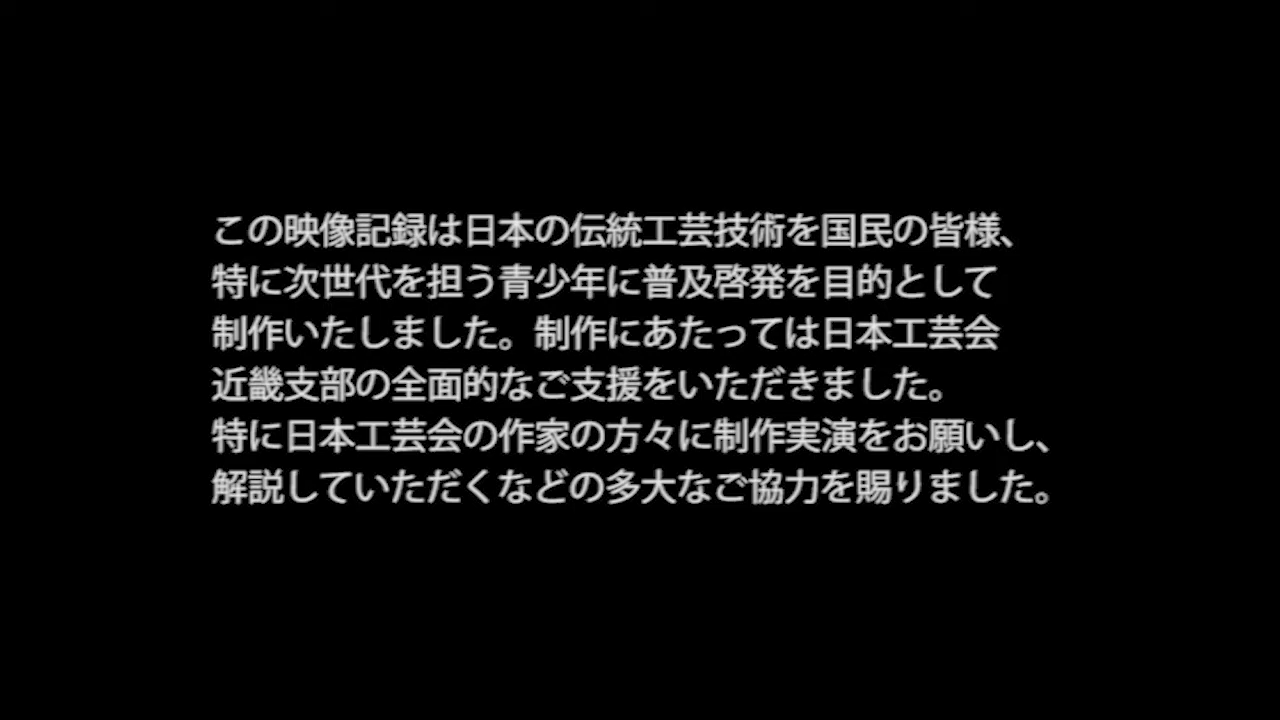 この映像記録は日本の伝統工芸技術を国民の皆様、
特に次世代を担う青少年に普及啓発を目的として
制作いたしました。制作にあたっては日本工芸会
近畿支部の全面的なご支援をいただきました。
特に日本工芸会の作家の方々に制作実演をお願いし、
解説していただくなどの多大なご協力を賜りました。